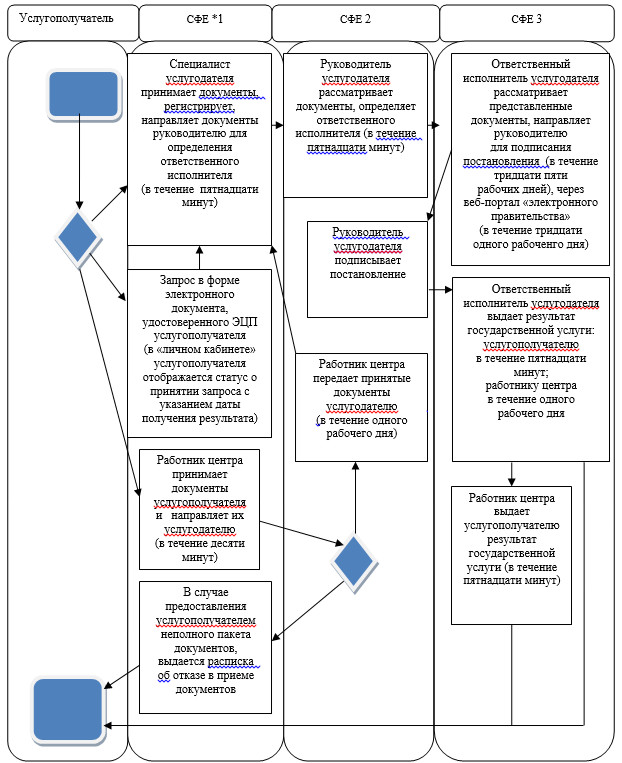 Услугополучатель
СФЕ *1
СФЕ 2
СФЕ 3
Специалист
услугодателя
принимает документы,
регистрирует,
направляет документы
руководителю для
определения
ответственного
исполнителя
(в течение пятнадцати
минут)
Руководитель
услугодателя
рассматривает
документы, определяет
ответственного
исполнителя (в течение
пятнадцати минут)
Ответственный
исполнитель услугодателя
рассматривает
представленные
документы, направляет
руководителю
для подписания
постановления (в течение
тридцати пяти
рабочих дней), через
веб-портал «электронного
правительства»
(в течение тридцати
одного рабоченго дня)
Руководитель
услугодателя
подписывает
постановление
Запрос в форме
электронного
документа,
удостоверенного ЭЦП
услугополучателя
(в «личном кабинете»
услугополучателя
отображается статус о
принятии запроса с
указанием даты
получения результата)
Ответственный
исполнитель услугодателя
выдает результат
государственной услуги:
услугополучателю
в течение пятнадцати
минут;
работнику центра
в течение одного
рабочего дня
Работник центра
передает принятые
документы
услугодателю
(в течение одного
рабочего дня)
Работник центра
принимает
документы
услугополучателя
и направляет их
услугодателю
(в течение десяти
минут)
Работник центра
выдает
услугополучателю
результат
государственной
услуги (в течение
пятнадцати минут)
В случае
предоставления
услугополучателем
неполного пакета
документов,
выдается расписка
об отказе в приеме
документов